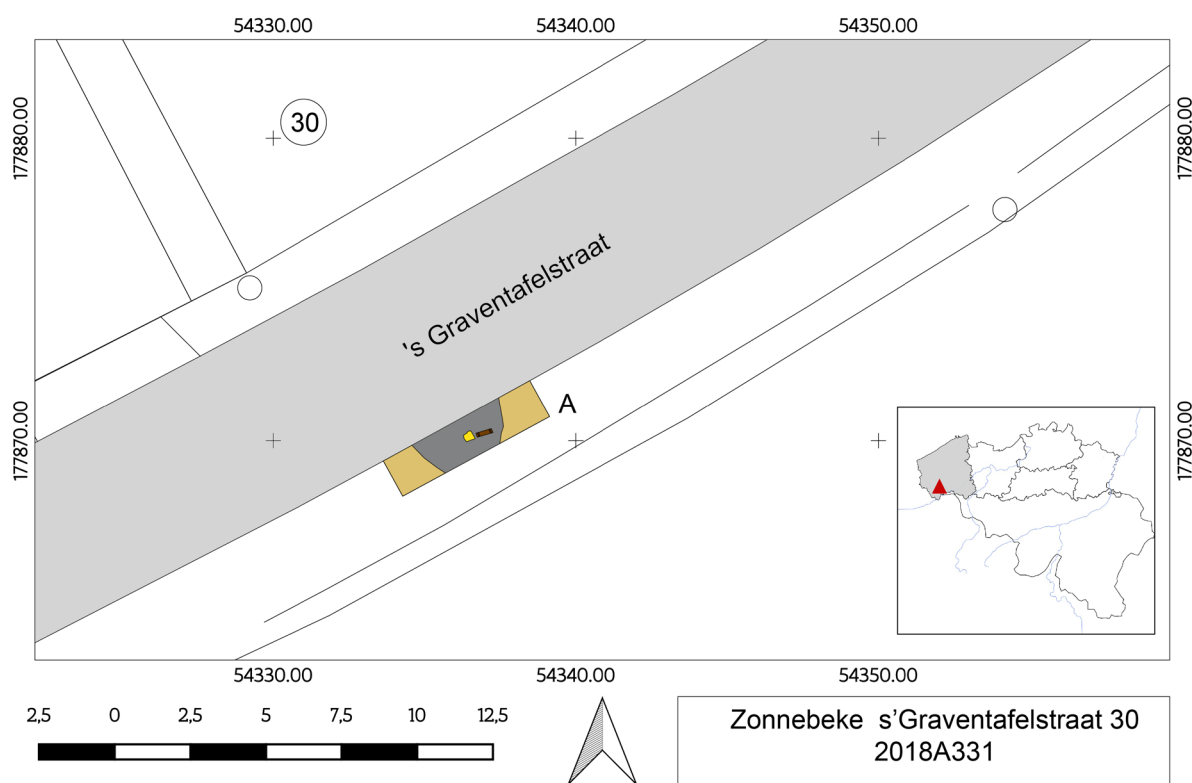 54330.00 54340.00 54350.00
177880.00 177880.00
30
's Graventafelstraat
A
177870.00 177870.00
54330.00 54340.00 54350.00
2,5 0 2,5 5 7,5 10 12,5
Zonnebeke s'Graventafelstraat 30
2018A331